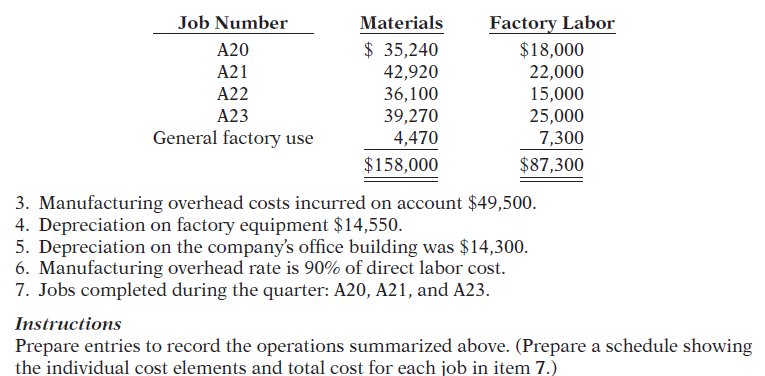 Job Number Materials Factory Labor
A20 $ 35,240 $18,000
A21 42,920 22,000
A22 36,100 15,000
A23 39,270 25,000
General factory use 4,470 7,300
$158,000 $87,300
3. Manufacturing overhead costs incurred on account $49,500.
4. Depreciation on factory equipment $14,550.
5. Depreciation on the company's office building was $14,300.
6. Manufacturing overhead rate is 90% of direct labor cost.
7. Jobs completed during the quarter: A20, A21, and A23.
Instructions
Prepare entries to record the operations summarized above. (Prepare a schedule showing
the individual cost elements and total cost for each job in item 7.)